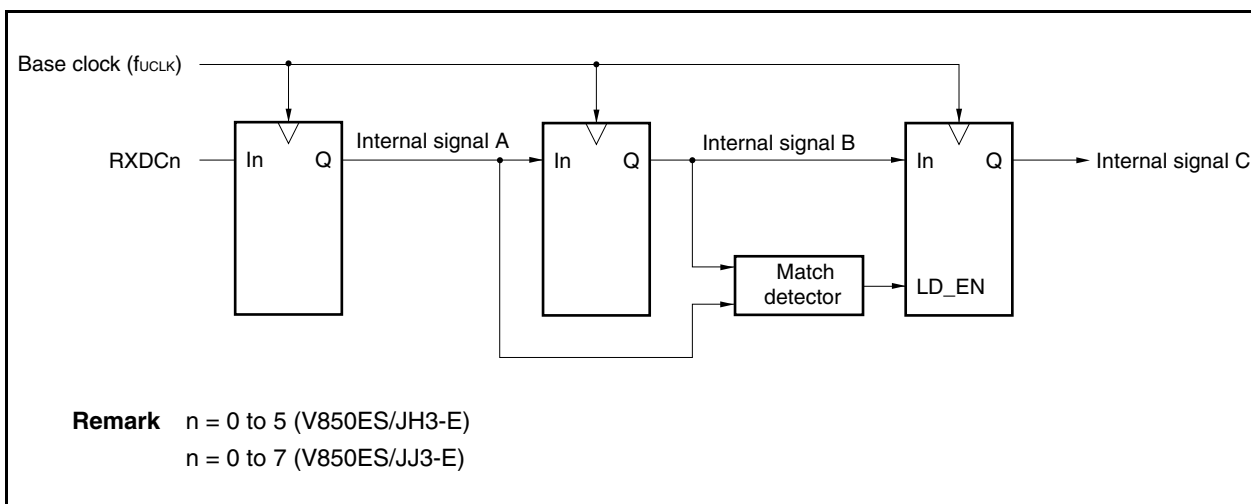 Base clock (fUCLK)
Internal signal A
Internal signal B
RXDCn
In
Q
In
Q
In
Q
Internal signal C
Match
detector
LD_EN
Remark n = 0 to 5 (V850ES/JH3-E)
n = 0 to 7 (V850ES/JJ3-E)